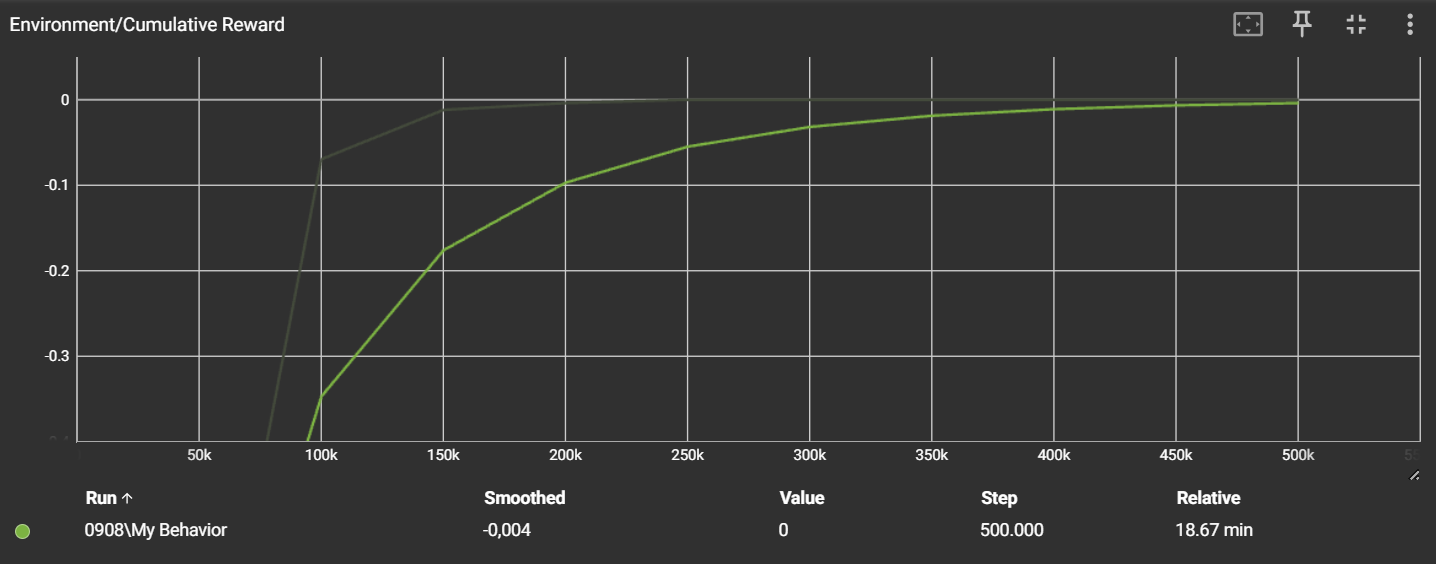 Environment/Cumulative Reward
0
-0.1
-0.2
-0.3
50k 100k 150k 200k 250k 300k 350k 400k 450k 500k
Run ↑ Smoothed Value Step Relative
0908\My Behavior -0,004 0 500.000 18.67 min